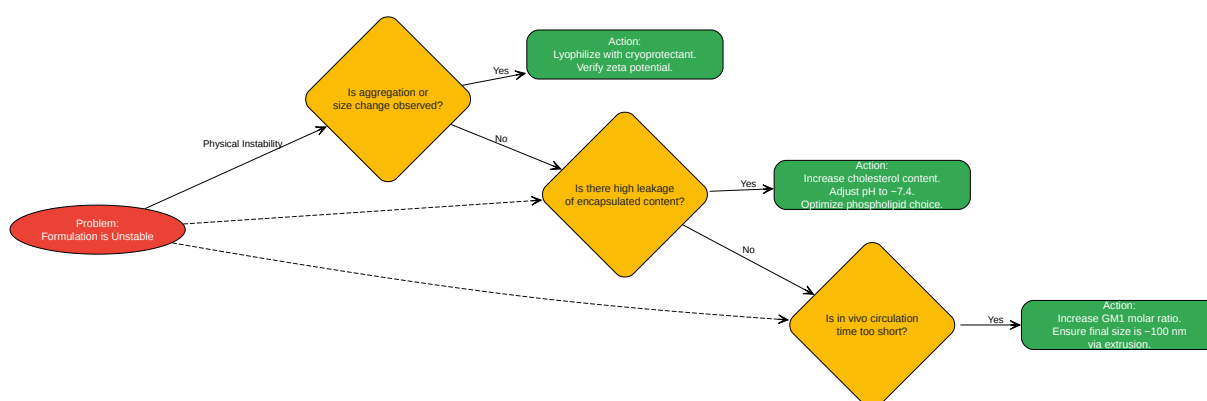 Action:
Lyophilize with cryoprotectant.
Verify zeta potential.
Yes
Is aggregation or
size change observed?
Physical Instability
No
Action:
Increase cholesterol content.
Adjust pH to ~7.4.
Optimize phospholipid choice.
Yes
Is there high leakage
of encapsulated content?
Problem:
Formulation is Unstable
No
Action:
Increase GM1 molar ratio.
Ensure final size is ~100 nm
via extrusion.
Yes
Is in vivo circulation
time too short?